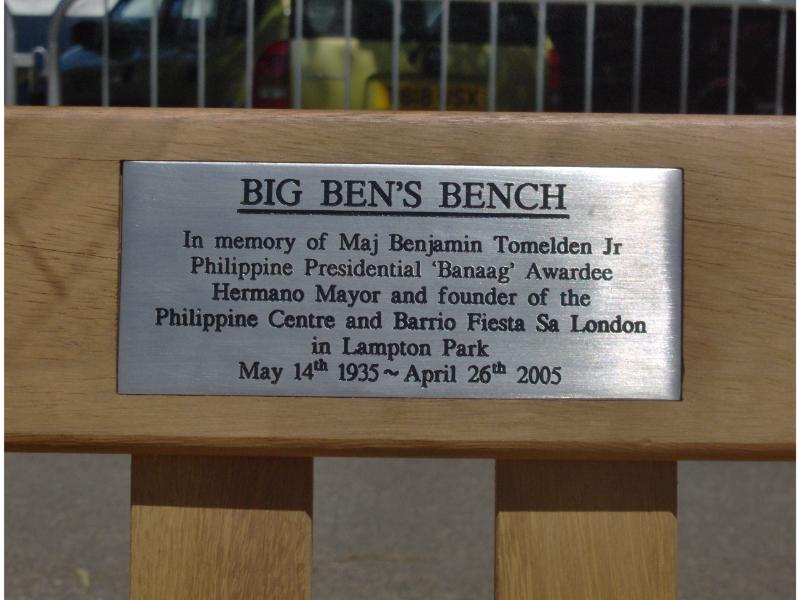 BIG BEN'S BENCH
In memory of Maj Benjamin Tomelden Jr
Philippine Presidential 'Banaag' Awardee
Hermano Mayor and founder of the
Philippine Centre and Barrio Fiesta Sa London
in Lampton Park
May 14th 1935 ~ April 26th 2005